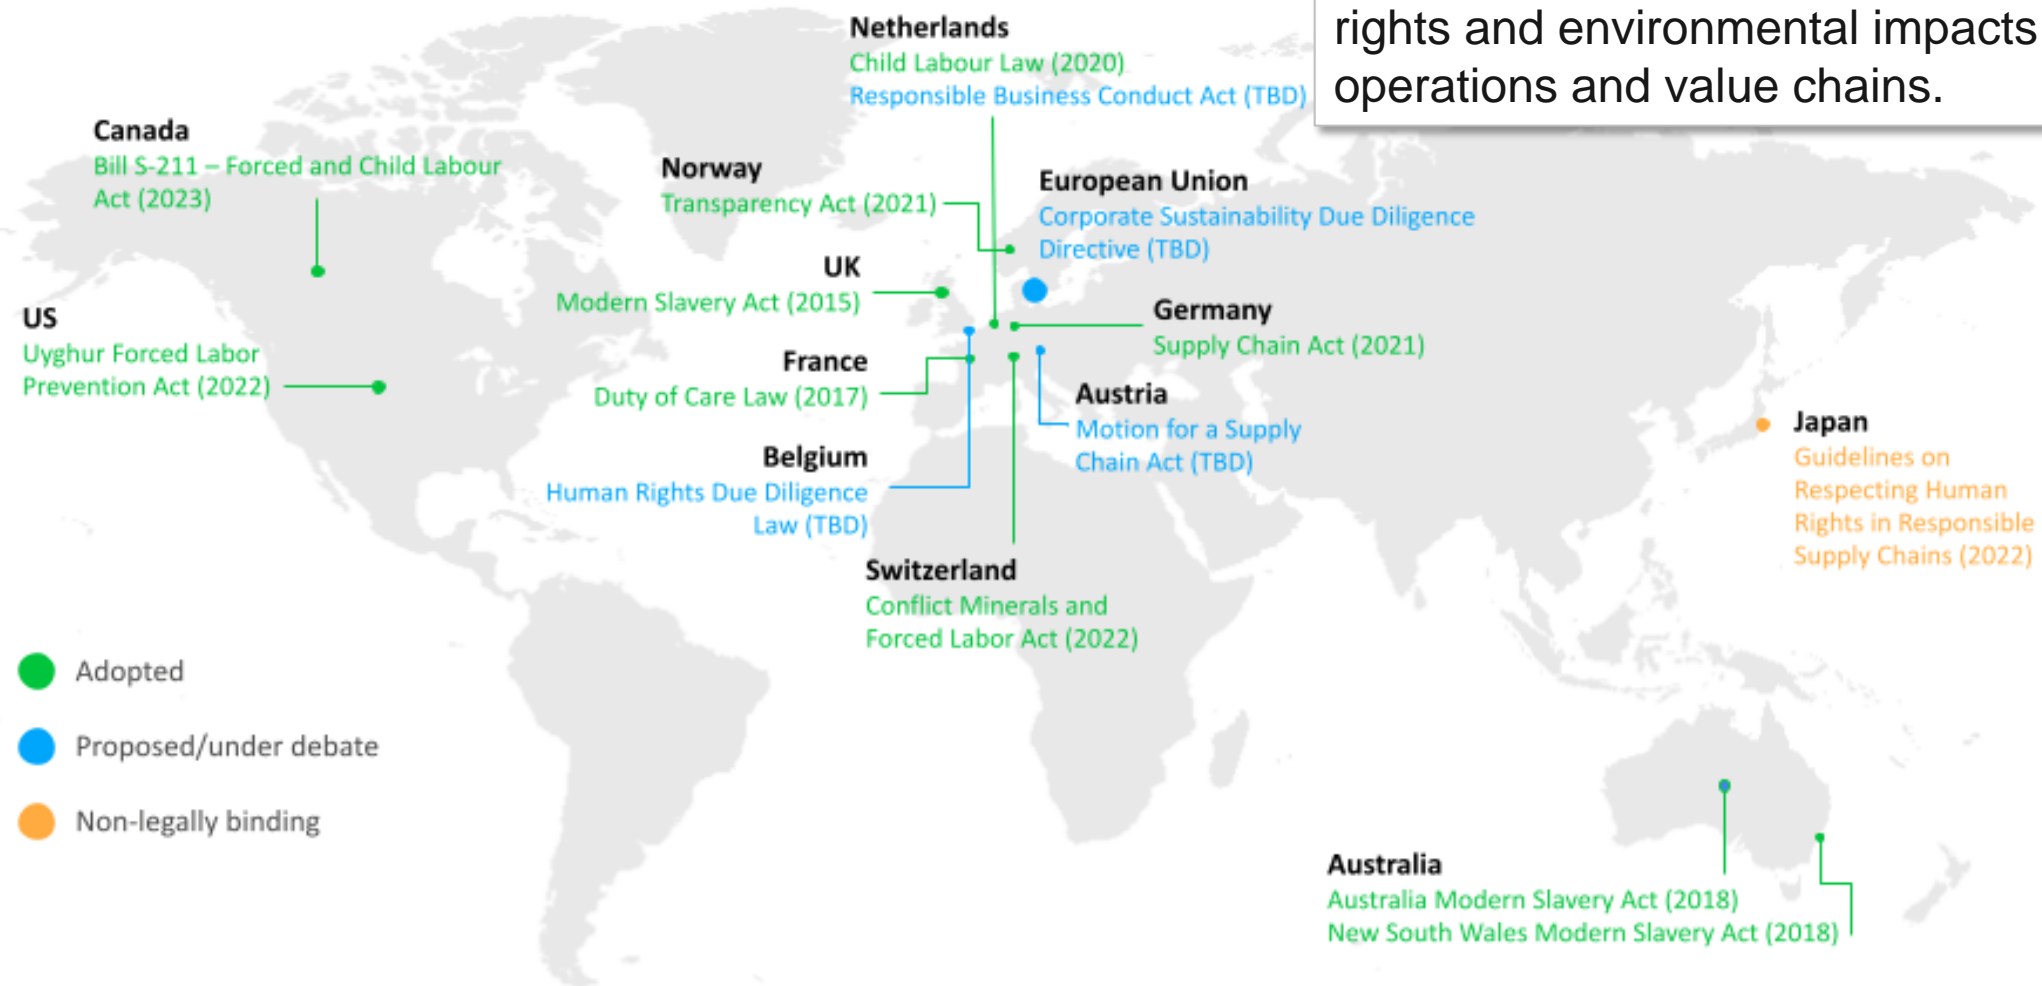 rights and environmental impacts
operations and value chains.
Netherlands
Child Labour Law (2020)
Responsible Business Conduct Act (TBD)
Canada
Bill S-211 – Forced and Child Labour
Act (2023)
Norway
Transparency Act (2021)
European Union
Corporate Sustainability Due Diligence
Directive (TBD)
UK
Modern Slavery Act (2015)
US
Uyghur Forced Labor
Prevention Act (2022)
Germany
Supply Chain Act (2021)
France
Duty of Care Law (2017)
Austria
Motion for a Supply
Chain Act (TBD)
Japan
Guidelines on
Respecting Human
Rights in Responsible
Supply Chains (2022)
Belgium
Human Rights Due Diligence
Law (TBD)
Switzerland
Conflict Minerals and
Forced Labor Act (2022)
Adopted
Proposed/under debate
Non-legally binding
Australia
Australia Modern Slavery Act (2018)
New South Wales Modern Slavery Act (2018)